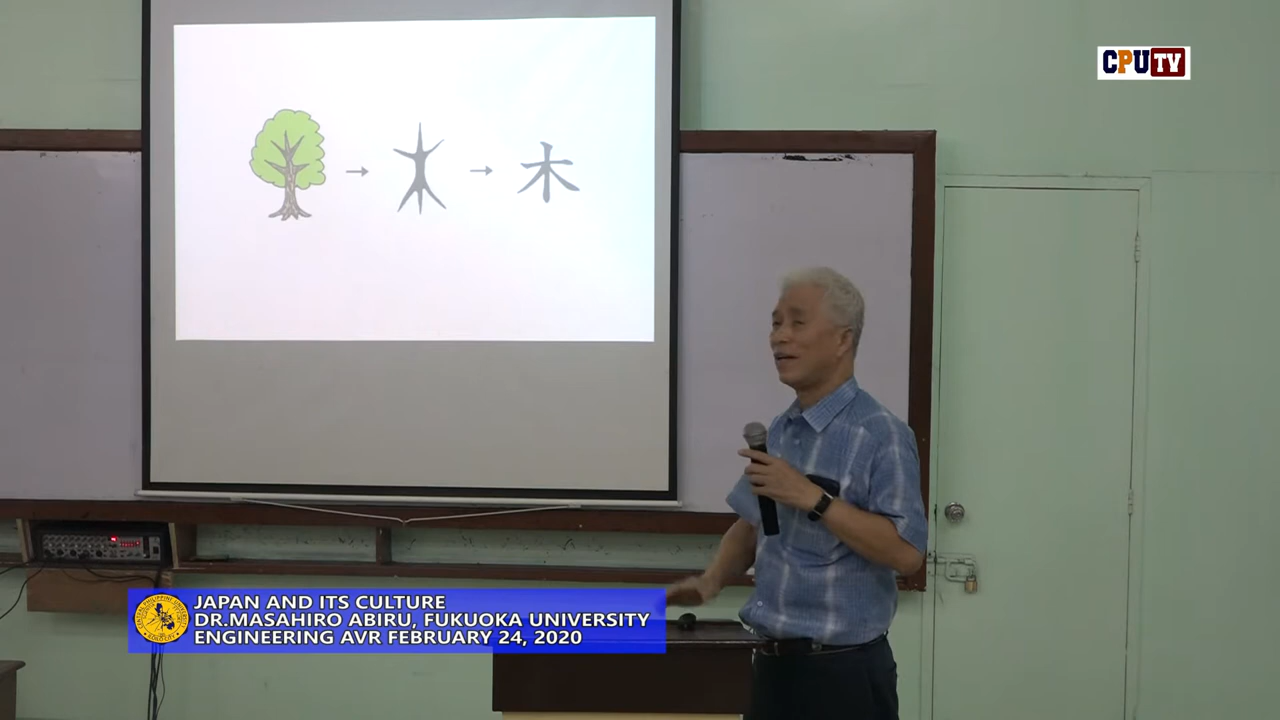 CPUTV
木
JAPAN AND ITS CULTURE
DR.MASAHIRO ABIRU, FUKUOKA UNIVERSITY
ENGINEERING AVR FEBRUARY 24, 2020